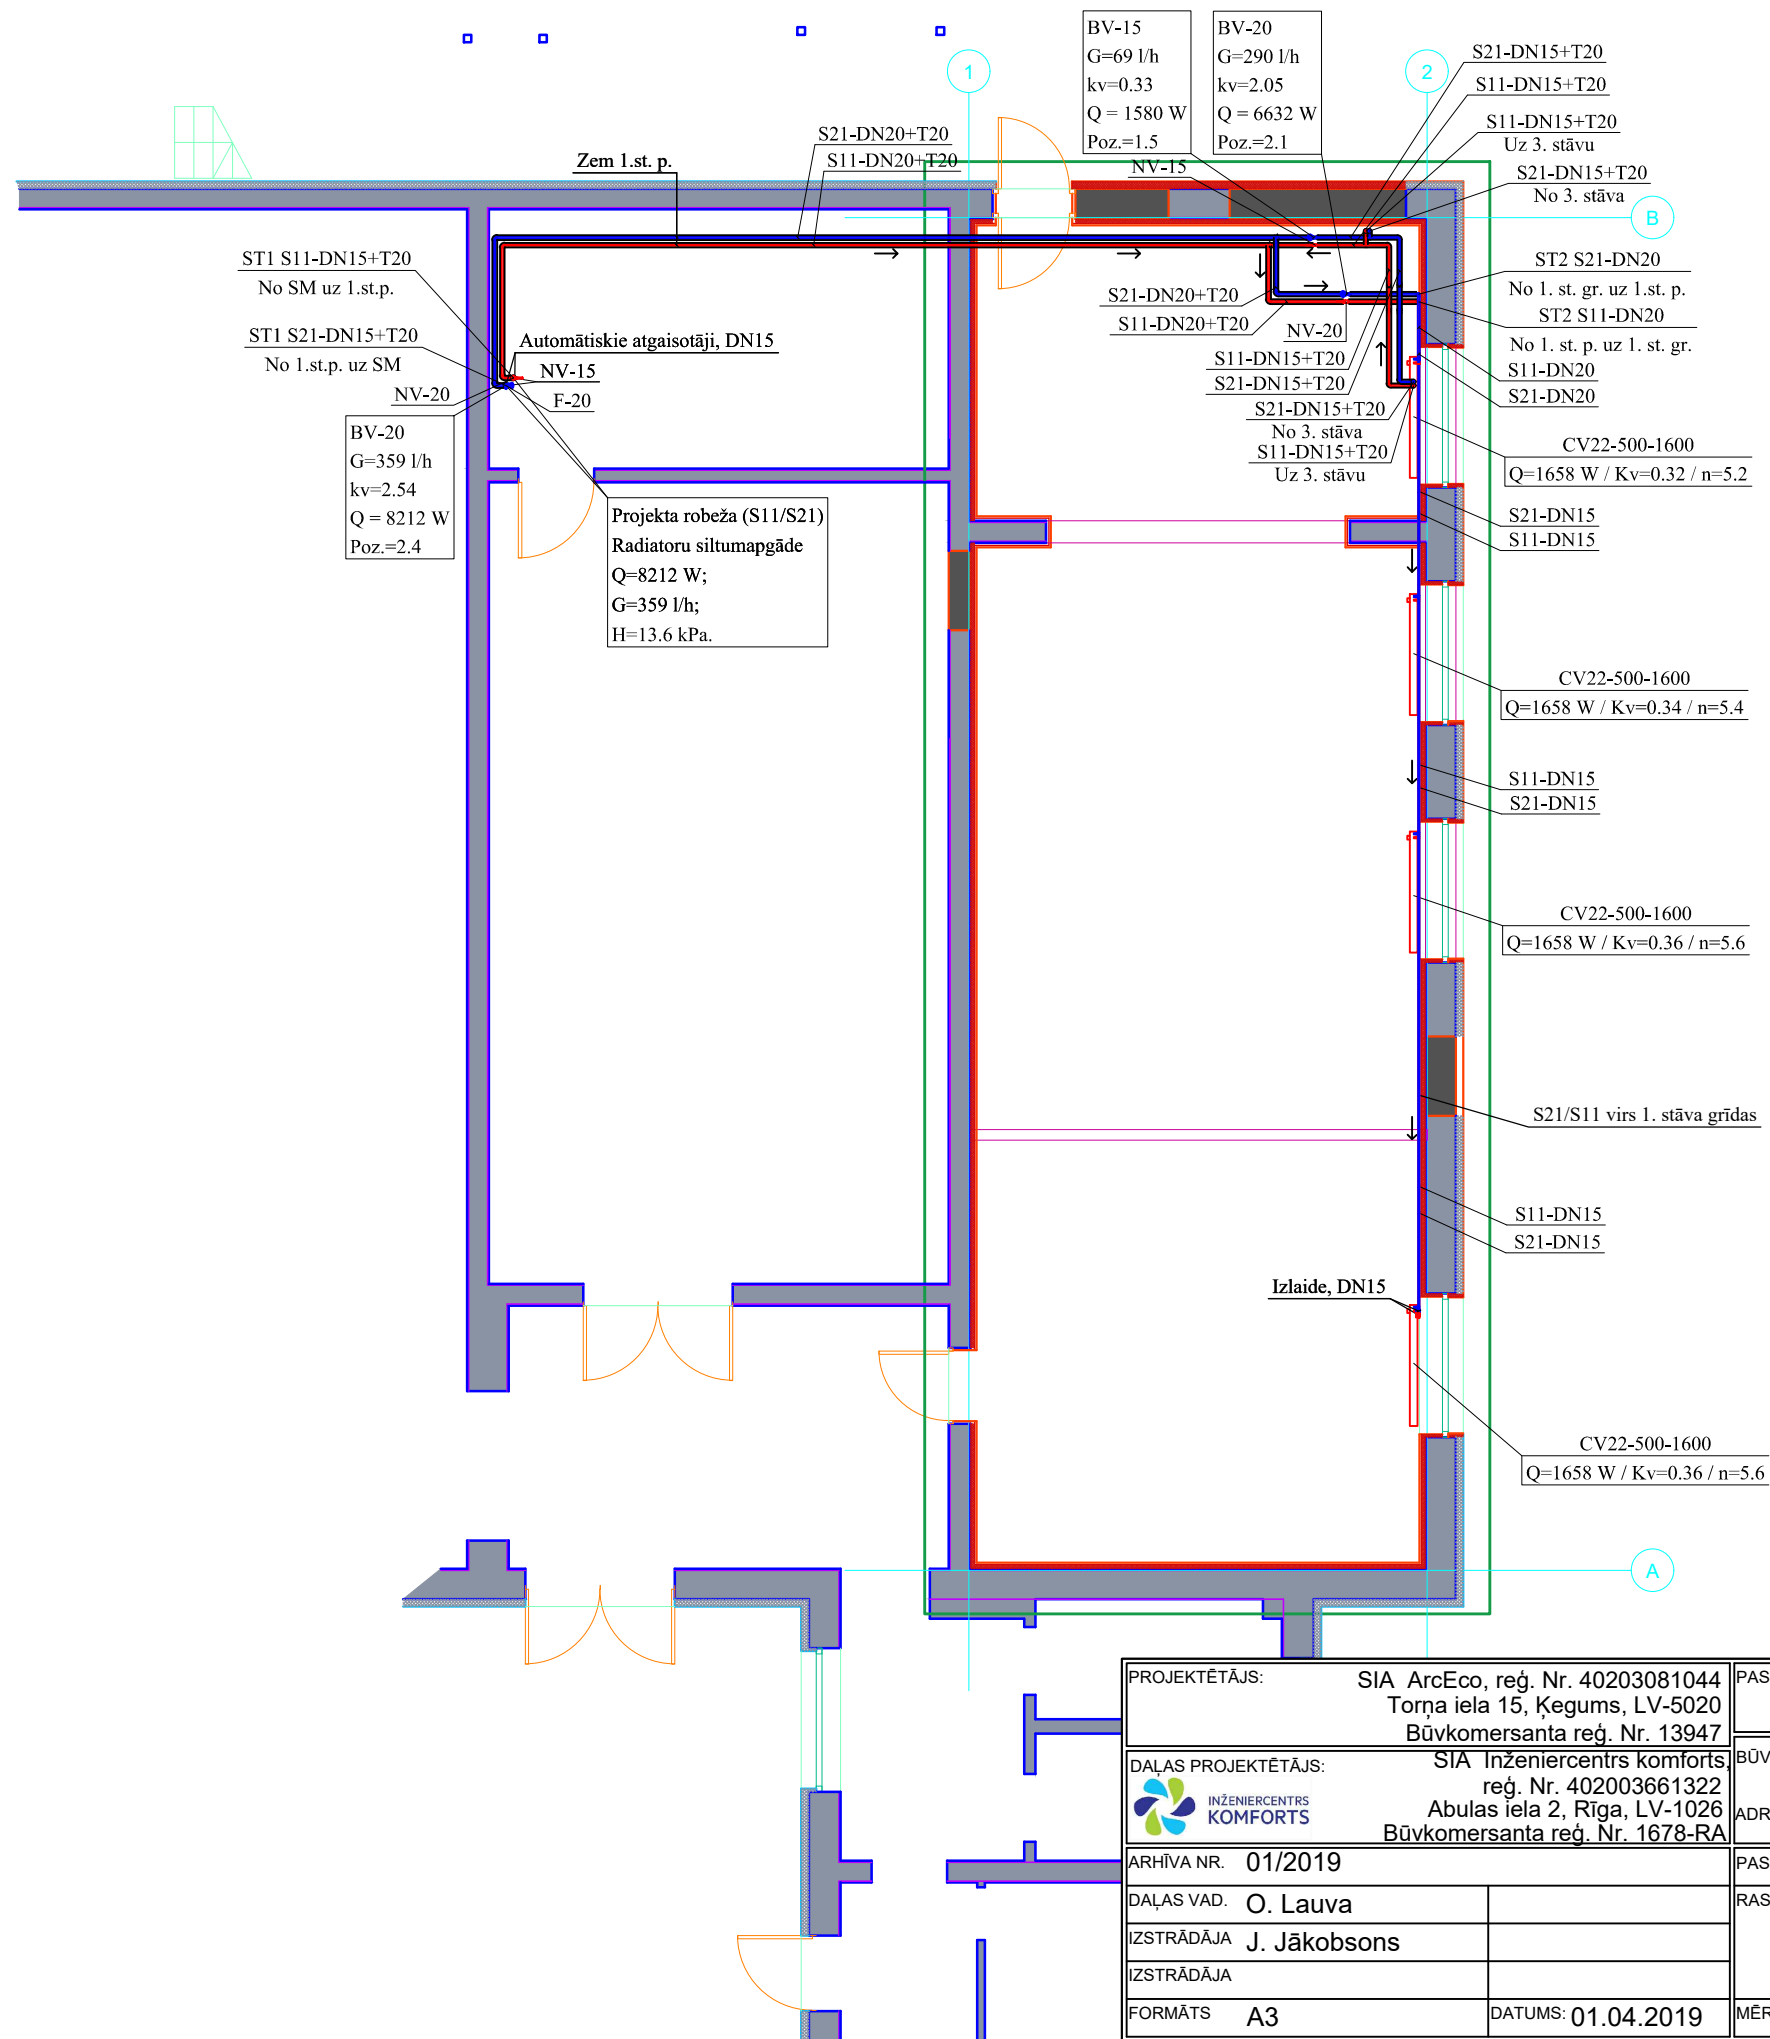 1
2
B
A
BV-15
G=69 l/h
kv=0.33
Q = 1580 W
Poz.=1.5
BV-20
G=290 l/h
kv=2.05
Q = 6632 W
Poz.=2.1
S21-DN15+T20
S11-DN15+T20
S11-DN15+T20
Uz 3. stāvu
S21-DN15+T20
No 3. stāva
NV-15
S21-DN20+T20
S11-DN20+T20
Zem 1.st. p.
ST1 S11-DN15+T20
No SM uz 1.st.p.
ST1 S21-DN15+T20
No 1.st.p. uz SM
Automātiskie atgaisotāji, DN15
NV-15
F-20
NV-20
BV-20
G=359 l/h
kv=2.54
Q = 8212 W
Poz.=2.4
Projekta robeža (S11/S21)
Radiatoru siltumapgāde
Q=8212 W;
G=359 l/h;
H=13.6 kPa.
S21-DN20+T20
S11-DN20+T20
NV-20
S11-DN15+T20
S21-DN15+T20
S21-DN15+T20
No 3. stāva
S11-DN15+T20
Uz 3. stāvu
ST2 S21-DN20
No 1. st. gr. uz 1.st. p.
ST2 S11-DN20
No 1. st. p. uz 1. st. gr.
S11-DN20
S21-DN20
CV22-500-1600
Q=1658 W / Kv=0.32 / n=5.2
S21-DN15
S11-DN15
CV22-500-1600
Q=1658 W / Kv=0.34 / n=5.4
S11-DN15
S21-DN15
CV22-500-1600
Q=1658 W / Kv=0.36 / n=5.6
S21/S11 virs 1. stāva grīdas
S11-DN15
S21-DN15
Izlaide, DN15
CV22-500-1600
Q=1658 W / Kv=0.36 / n=5.6
PROJEKTĒTĀJS:
SIA ArcEco, reģ. Nr. 40203081044
Torņa iela 15, Ķegums, LV-5020
Būvkomersanta reģ. Nr. 13947
DAĻAS PROJEKTĒTĀJS:
INŽENIERCENTRS
KOMFORTS
SIA Inženiercentrs komforts,
reģ. Nr. 402003661322
Abulas iela 2, Rīga, LV-1026
Būvkomersanta reģ. Nr. 1678-RA
ARHĪVA NR. 01/2019
DAĻAS VAD. O. Lauva
IZSTRĀDĀJA J. Jākobsons
IZSTRĀDĀJA
FORMĀTS A3
DATUMS: 01.04.2019
PAS
BŪV
ADR
PAS
RAS
MĒR